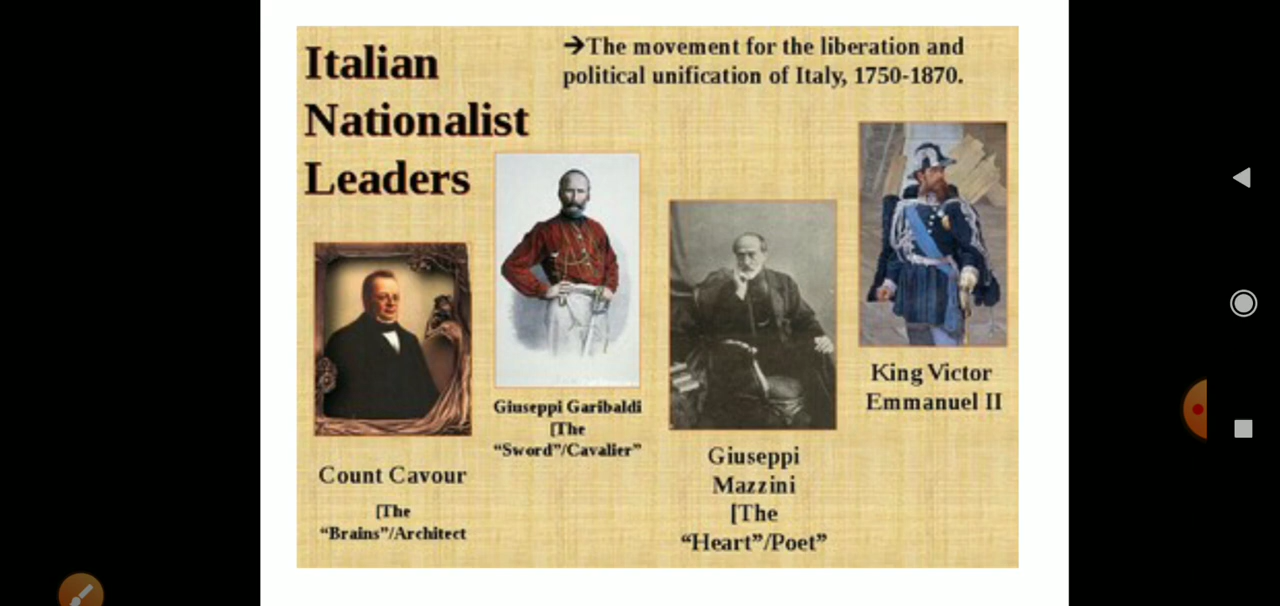 Italian
Nationalist
Leaders
➔The movement for the liberation and
political unification of Italy, 1750-1870.
Count Cavour
[The
“Brains”/Architect
Giuseppi Garibaldi
[The
“Sword”/Cavalier”
Giuseppi
Mazzini
[The
“Heart”/Poet”
King Victor
Emmanuel II